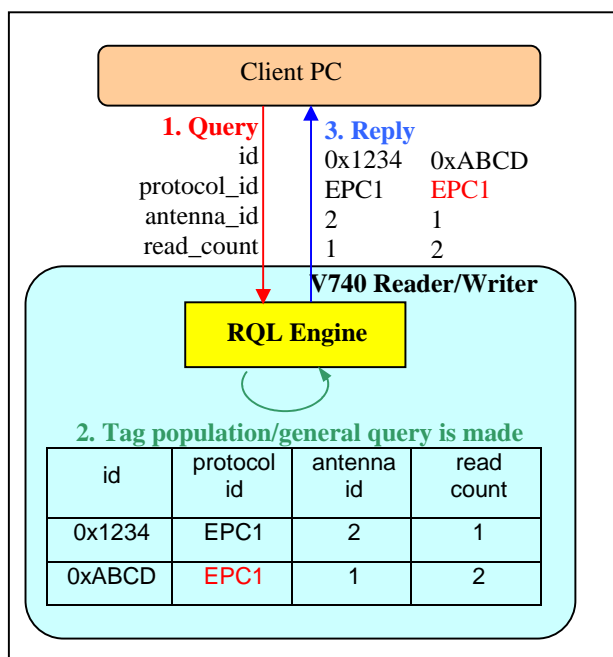 Client PC
1. Query 3. Reply
id 0x1234 0xABCD
protocol_id EPC1 EPC1
antenna_id 2 1
read_count 1 2
V740 Reader/Writer
RQL Engine
2. Tag population/general query is made
id protocol id antenna id read count
0x1234 EPC1 2 1
0xABCD EPC1 1 2